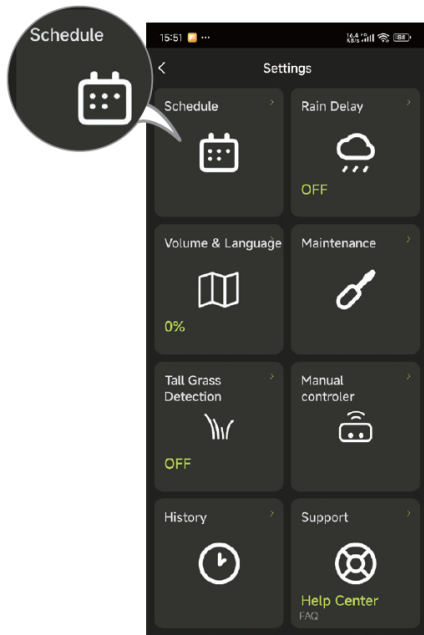 Schedule
15:51 ···
Settings
Schedule
Rain Delay
OFF
Volume & Language
Maintenance
0%
Tall Grass
Detection
Manual
controler
OFF
History
Support
Help Center
FAQ